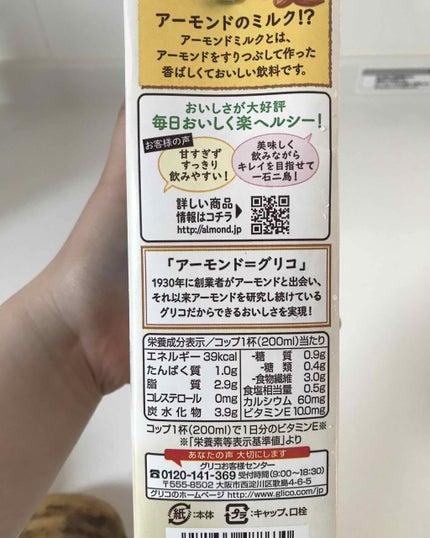 アーモンドのミルク!?
アーモンドミルクとは、
アーモンドをすりつぶして作った
香ばしくておいしい飲料です。
おいしさが大好評
毎日おいしく楽ヘルシー!
お客様の声
甘すぎず
すっきり
飲みやすい!
美味しく
飲みながら
キレイを目指せて
一石二鳥!
詳しい商品
情報はコチラ
http://almond.jp
「アーモンド=グリコ」
1930年に創業者がアーモンドと出会い、
それ以来アーモンドを研究し続けている
グリコだからできるおいしさを実現!
栄養成分表示/コップ1杯(200ml)当たり
エネルギー 39kcal
たんぱく質 1.0g
脂質 2.9g
コレステロール 0mg
炭水化物 3.9g
-糖質 0.9g
-糖類 0.4g
-食物繊維 3.0g
食塩相当量 0.5g
カルシウム 60mg
ビタミンE 10.0mg
コップ1杯(200ml)で1日分のビタミンE※
※「栄養素等表示基準値」より
あなたの声 大切にします
グリコお客様センター
0120-141-369 受付時間(9:00~18:30)
〒555-8502 大阪市西淀川区歌島4-6-5
グリコのホームページ http://www.glico.com/jp
紙:本体
プラ:キャップ、口栓